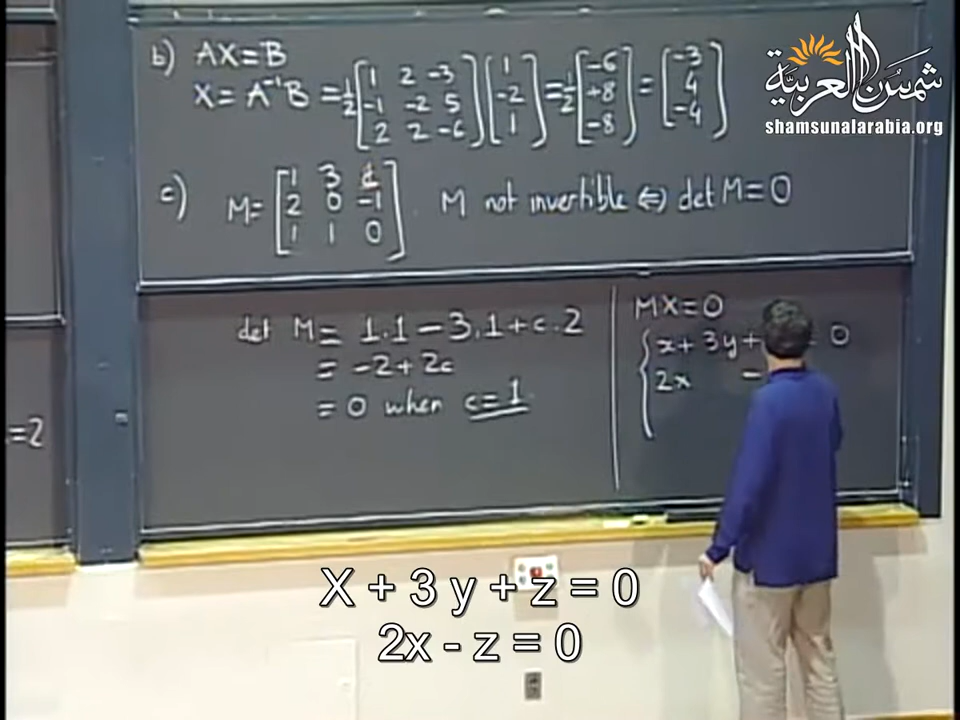 شمس العربية
shamsunalarabia.org
b) AX = B
X = A⁻¹B = 1/2 [1 2 -3; -1 -2 5; 2 2 -6] [1; -2; 1] = 1/2 [-6; +8; -8] = [-3; 4; -4]
c) M = [1 3 1; 2 0 -1; 1 1 0] M not invertible ⇔ det M = 0
det M = 1.1 - 3.1 + c.2
= -2 + 2c
= 0 when c = 1
=2
MX = 0
x + 3y + = 0
2x -
X + 3 y + z = 0
2x - z = 0